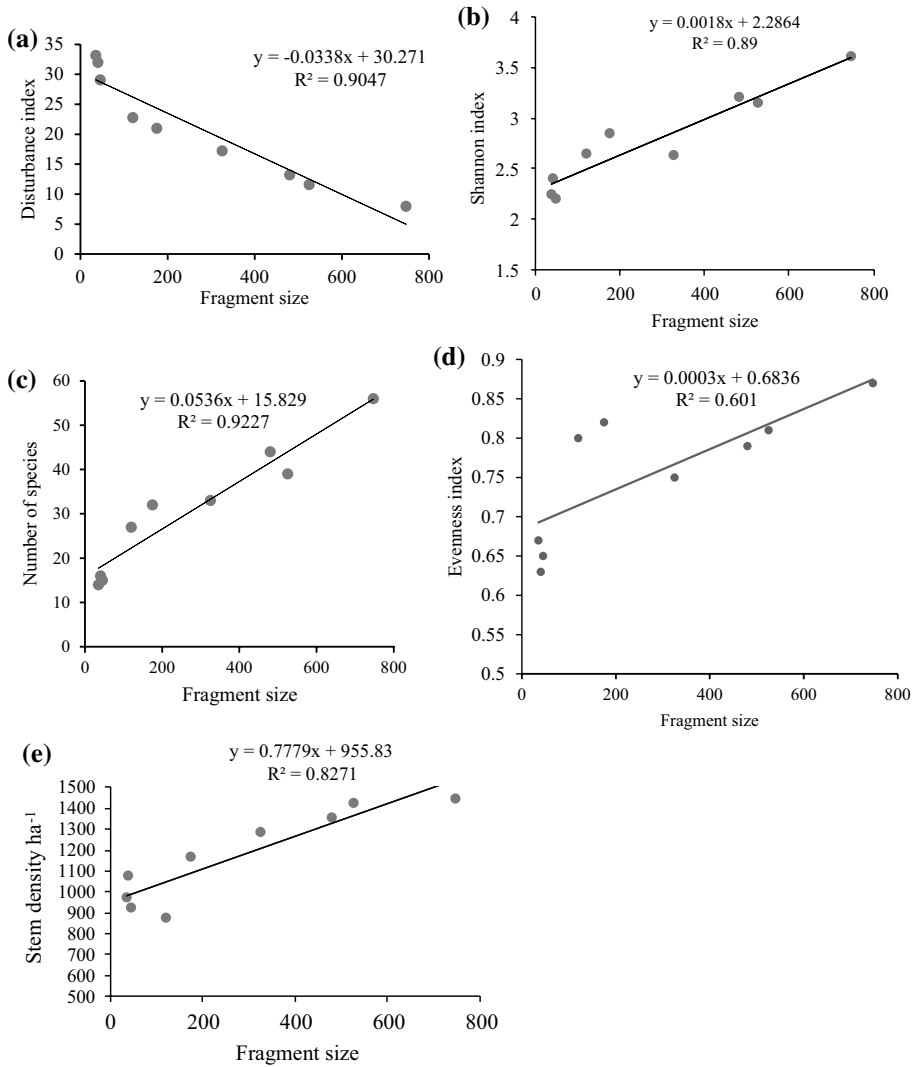 (a)
y = -0.0338x + 30.271
R² = 0.9047
35
30
25
20
15
10
5
0
0 200 400 600 800
Disturbance index
Fragment size
(b)
y = 0.0018x + 2.2864
R² = 0.89
4
3.5
3
2.5
2
1.5
0 200 400 600 800
Shannon index
Fragment size
(c)
y = 0.0536x + 15.829
R² = 0.9227
60
50
40
30
20
10
0
0 200 400 600 800
Number of species
Fragment size
(d)
y = 0.0003x + 0.6836
R² = 0.601
0.9
0.85
0.8
0.75
0.7
0.65
0.6
0.55
0.5
0 200 400 600 800
Evenness index
Fragment size
(e)
y = 0.7779x + 955.83
R² = 0.8271
1500
1400
1300
1200
1100
1000
900
800
700
600
500
0 200 400 600 800
Stem density ha⁻¹
Fragment size